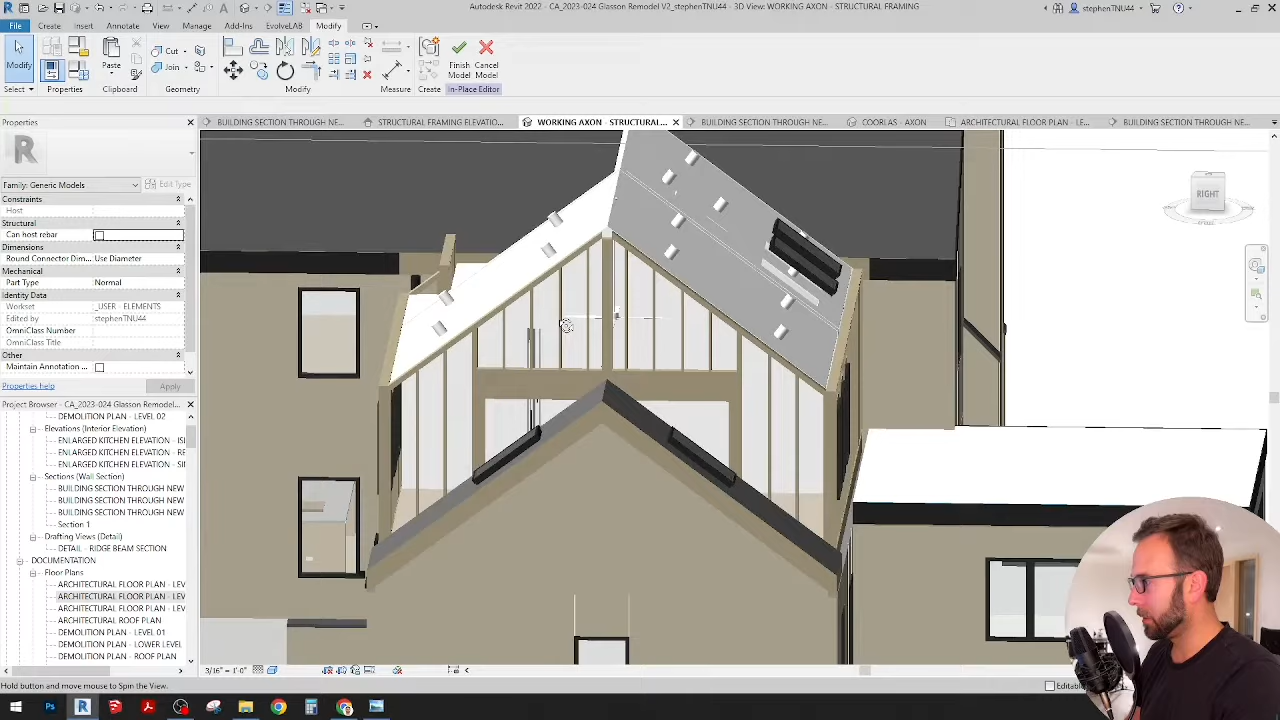 Autodesk Revit 2022 - CA_2023-024 Glasson Remodel V2_stephenTNU44 - 3D View: WORKING AXON - STRUCTURAL FRAMING
stephenTNU44
File Create Insert Annotate View Manage Add-Ins EvolveLAB Modify
Modify
Paste
Cut
Join
Finish Model
Cancel Model
Select Properties Clipboard Geometry Modify Measure Create In-Place Editor
Properties
BUILDING SECTION THROUGH NE...
STRUCTURAL FRAMING ELEVATIO...
WORKING AXON - STRUCTURAL...
BUILDING SECTION THROUGH NE...
COORLAS - AXON
ARCHITECTURAL FLOOR PLAN - LE...
BUILDING SECTION THROUGH NE...
R
Family: Generic Models
Edit Type
Constraints
Host
Structural
Can host rebar
Dimensions
Round Connector Dim... Use Diameter
Mechanical
Part Type Normal
Identity Data
Workset _USER - ELEMENTS
Edited by stephenTNU44
OmniClass Number
OmniClass Title
Other
Maintain Annotation ...
Properties help
Apply
Project Browser - CA_2023-024 Glasson Remodel...
DEMOLITION PLAN - LEVEL 02
Elevations (Interior Elevation)
ENLARGED KITCHEN ELEVATION - IS
ENLARGED KITCHEN ELEVATION - RE
ENLARGED KITCHEN ELEVATION - SI
Sections (Wall Section)
BUILDING SECTION THROUGH NEW
BUILDING SECTION THROUGH NEW
BUILDING SECTION THROUGH NEW
Section 1
Drafting Views (Detail)
DETAIL - RIDGE BEAM SECTION
DOCUMENTATION
Floor Plans
ARCHITECTURAL FLOOR PLAN - LEV
ARCHITECTURAL FLOOR PLAN - LEV
ARCHITECTURAL FLOOR PLAN - LEV
ARCHITECTURAL ROOF PLAN
DEMOLITION PLAN - LEVEL 01
DEMOLITION PLAN - LOWER LEVEL
DEMOLITION PLAN - ROOF PLAN
RIGHT
3/16" = 1'-0"
Hold button and move mouse to Spin the View.